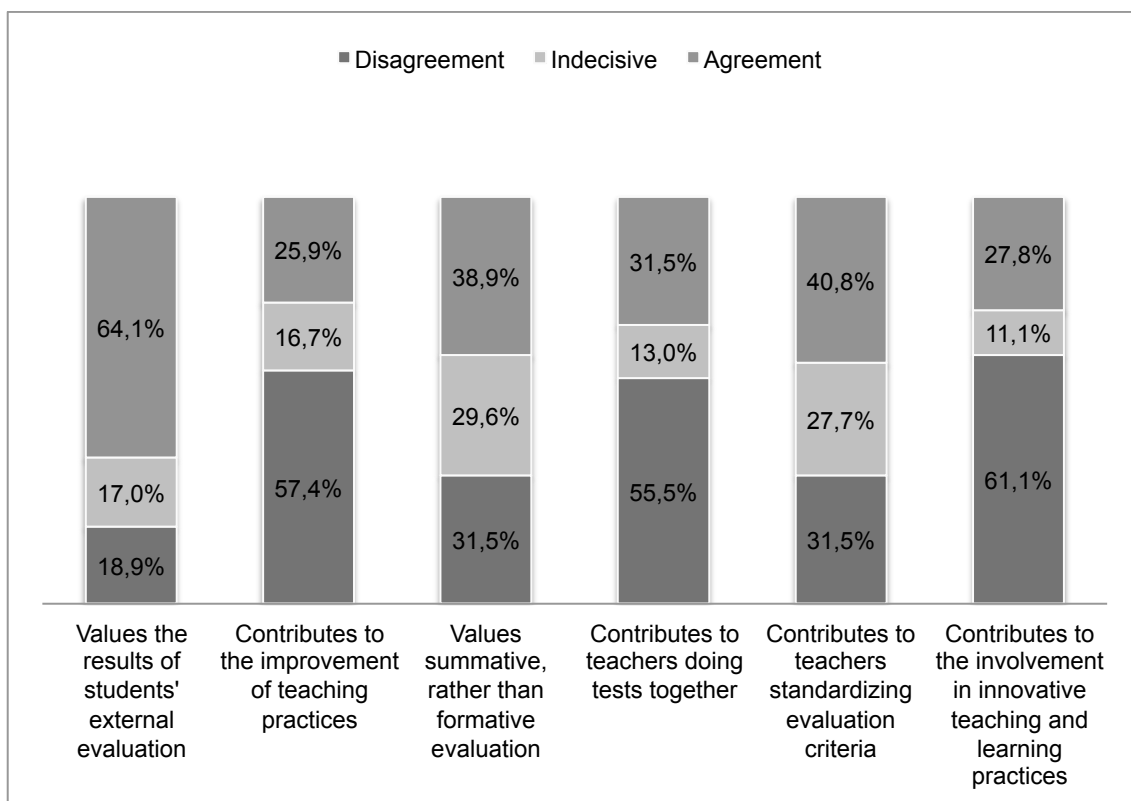 Disagreement Indecisive Agreement
64,1%
17,0%
18,9%
25,9%
16,7%
57,4%
38,9%
29,6%
31,5%
31,5%
13,0%
55,5%
40,8%
27,7%
31,5%
27,8%
11,1%
61,1%
Values the
results of
students'
external
evaluation
Contributes to
the improvement
of teaching
practices
Values
summative,
rather than
formative
evaluation
Contributes to
teachers doing
tests together
Contributes to
teachers
standardizing
evaluation
criteria
Contributes to
the involvement
in innovative
teaching and
learning
practices